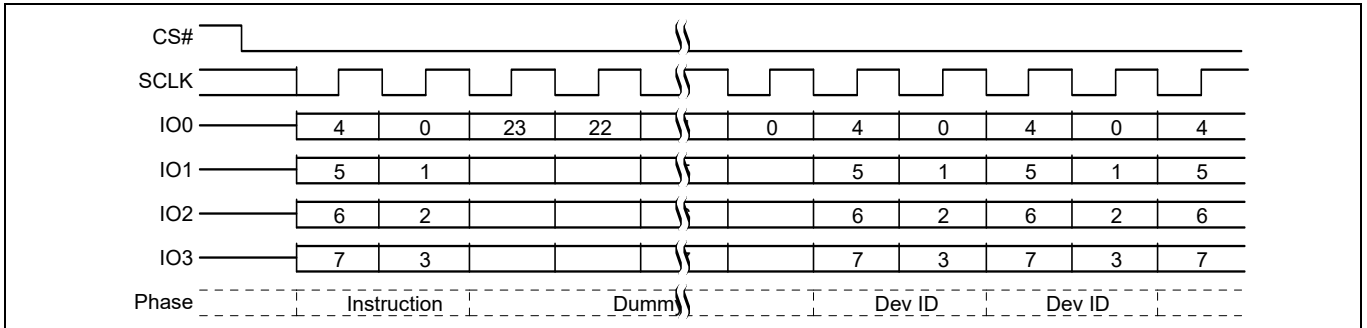 CS#
SCLK
IO0 4 0 23 22 0 4 0 4 0 4
IO1 5 1 5 1 5 1 5
IO2 6 2 6 2 6 2 6
IO3 7 3 7 3 7 3 7
Phase Instruction Dummy Dev ID Dev ID